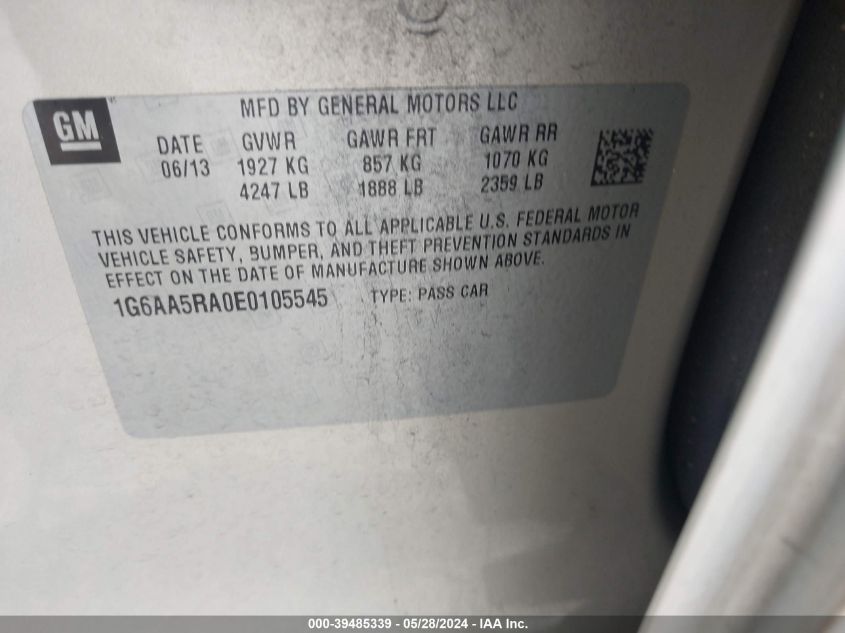 GM
MFD BY GENERAL MOTORS LLC
DATE GVWR GAWR FRT GAWR RR
06/13 1927 KG 857 KG 1070 KG
4247 LB 1888 LB 2359 LB
THIS VEHICLE CONFORMS TO ALL APPLICABLE U.S. FEDERAL MOTOR
VEHICLE SAFETY, BUMPER, AND THEFT PREVENTION STANDARDS IN
EFFECT ON THE DATE OF MANUFACTURE SHOWN ABOVE.
1G6AA5RA0E0105545 TYPE: PASS CAR
000-39485339 - 05/28/2024 - IAA Inc.